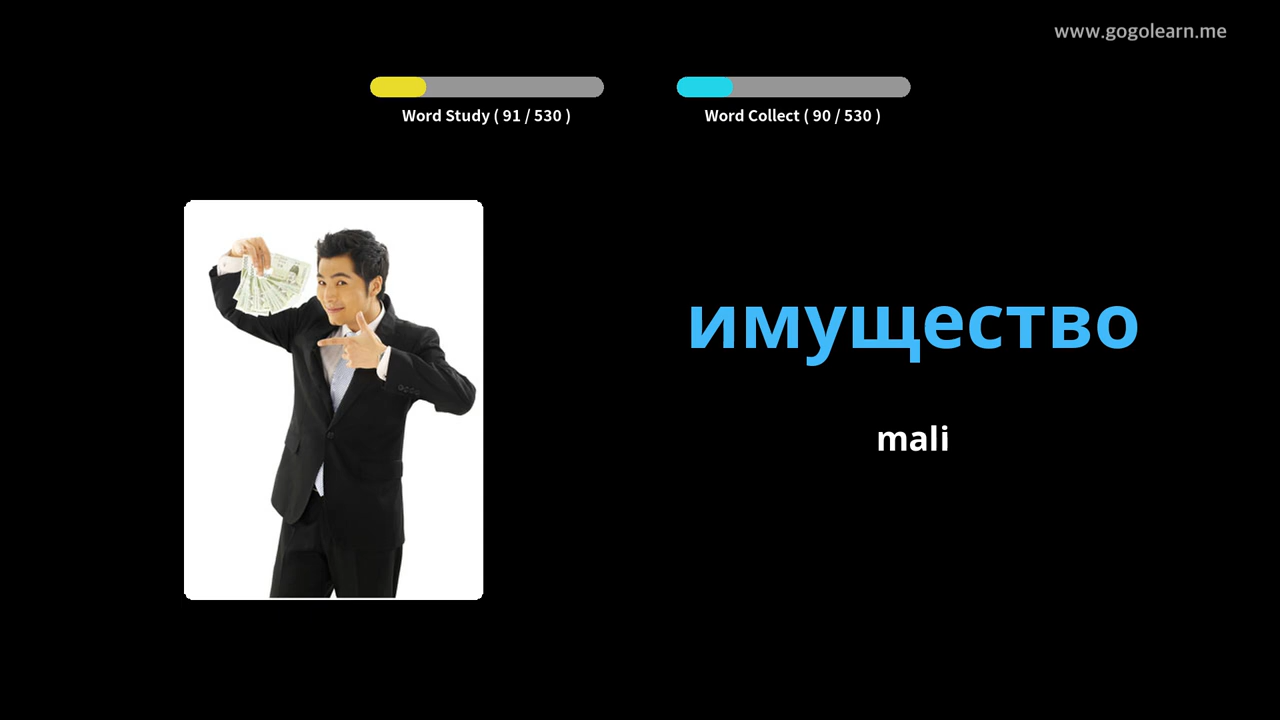 www.gogolearn.me
Word Study ( 91 / 530 )
Word Collect ( 90 / 530 )
имущество
mali